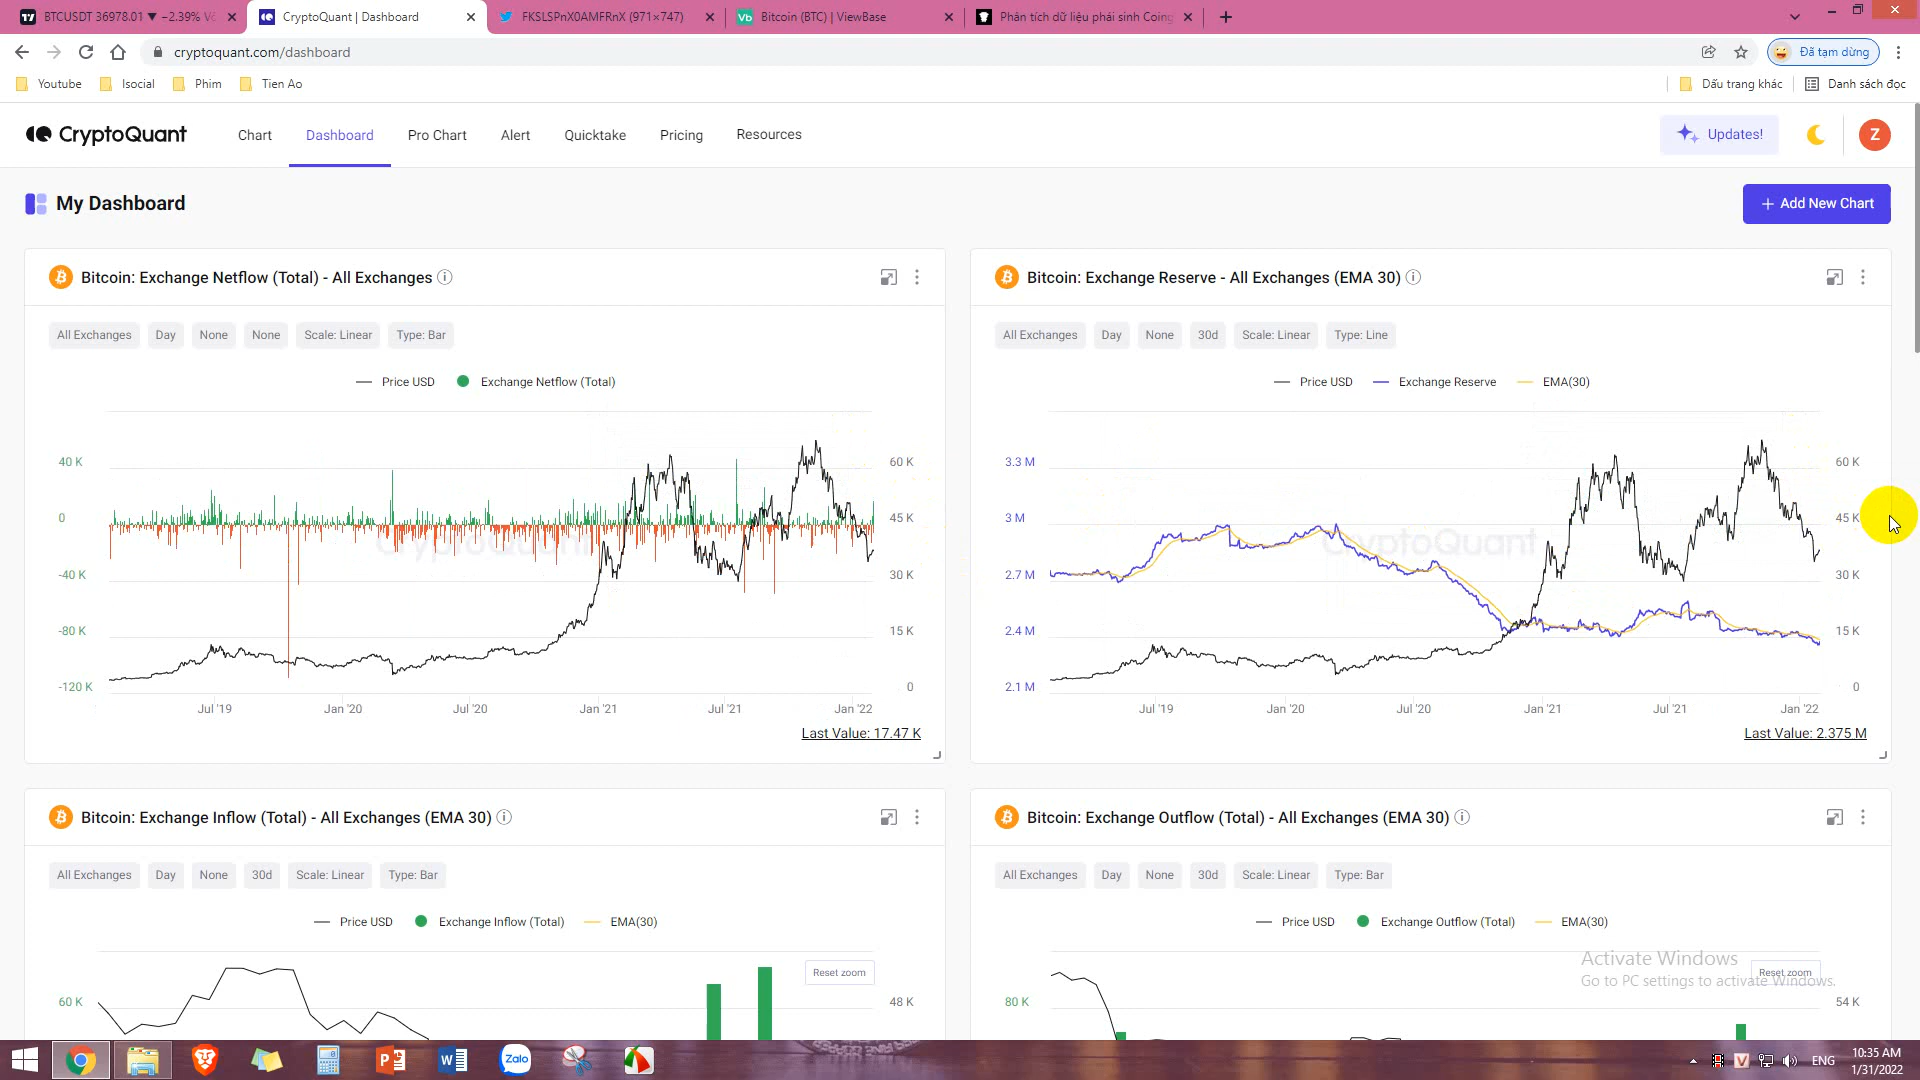 BTCUSDT 36978.01 ▼ −2.39%
CryptoQuant | Dashboard
FKSLSPnX0AMFRnX (971×747)
Bitcoin (BTC) | ViewBase
Phân tích dữ liệu phái sinh Coing
cryptoquant.com/dashboard
Đã tạm dừng
Youtube
Isocial
Phim
Tien Ao
Dấu trang khác
Danh sách đọc
CryptoQuant
Chart
Dashboard
Pro Chart
Alert
Quicktake
Pricing
Resources
Updates!
Z
My Dashboard
+ Add New Chart
Bitcoin: Exchange Netflow (Total) - All Exchanges
All Exchanges
Day
None
None
Scale: Linear
Type: Bar
Price USD
Exchange Netflow (Total)
40 K
0
-40 K
-80 K
-120 K
60 K
45 K
30 K
15 K
0
CryptoQuant
Jul '19
Jan '20
Jul '20
Jan '21
Jul '21
Jan '22
Last Value: 17.47 K
Bitcoin: Exchange Reserve - All Exchanges (EMA 30)
All Exchanges
Day
None
30d
Scale: Linear
Type: Line
Price USD
Exchange Reserve
EMA(30)
3.3 M
3 M
2.7 M
2.4 M
2.1 M
60 K
45 K
30 K
15 K
0
CryptoQuant
Jul '19
Jan '20
Jul '20
Jan '21
Jul '21
Jan '22
Last Value: 2.375 M
Bitcoin: Exchange Inflow (Total) - All Exchanges (EMA 30)
All Exchanges
Day
None
30d
Scale: Linear
Type: Bar
Price USD
Exchange Inflow (Total)
EMA(30)
Reset zoom
60 K
48 K
Bitcoin: Exchange Outflow (Total) - All Exchanges (EMA 30)
All Exchanges
Day
None
30d
Scale: Linear
Type: Bar
Price USD
Exchange Outflow (Total)
EMA(30)
Reset zoom
80 K
54 K
Activate Windows
Go to PC settings to activate Windows.
Zalo
ENG
10:35 AM
1/31/2022